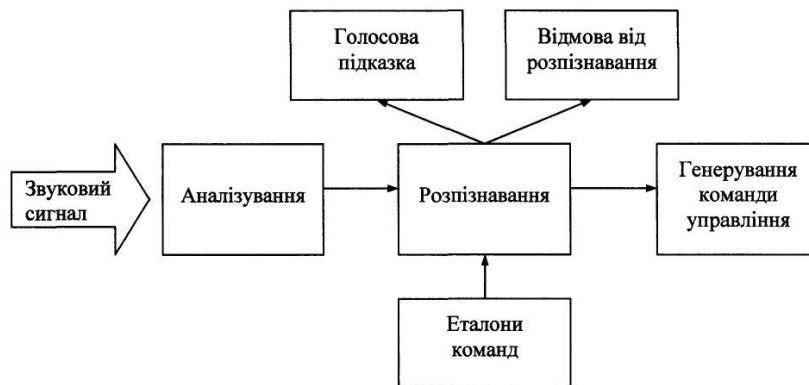 Голосова
підказка
Відмова від
розпізнавання
Звуковий
сигнал
Аналізування
Розпізнавання
Генерування
команди
управління
Еталони
команд